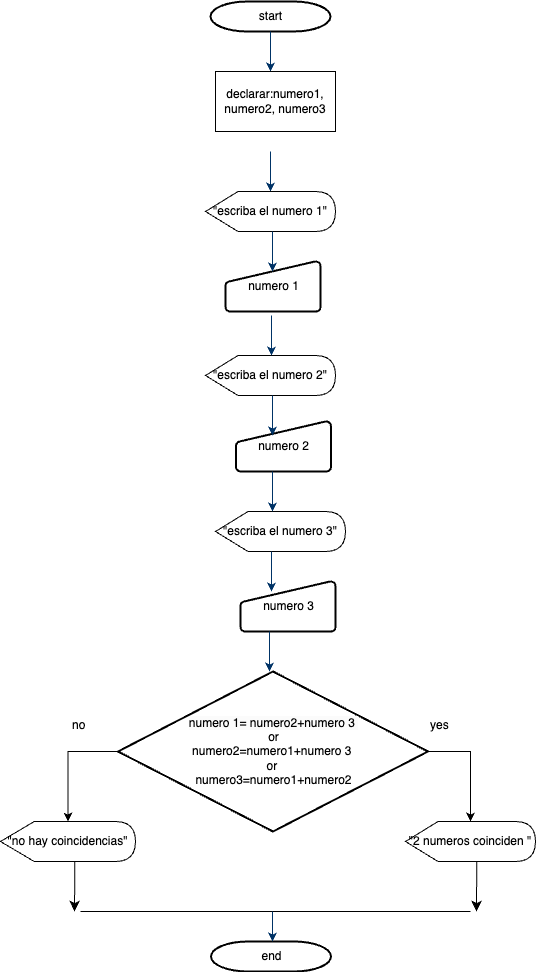 start
declarar:numero1,
numero2, numero3
"escriba el numero 1"
numero 1
"escriba el numero 2"
numero 2
"escriba el numero 3"
numero 3
no
yes
numero 1= numero2+numero 3
or
numero2=numero1+numero 3
or
numero3=numero1+numero2
"no hay coincidencias"
"2 numeros coinciden "
end